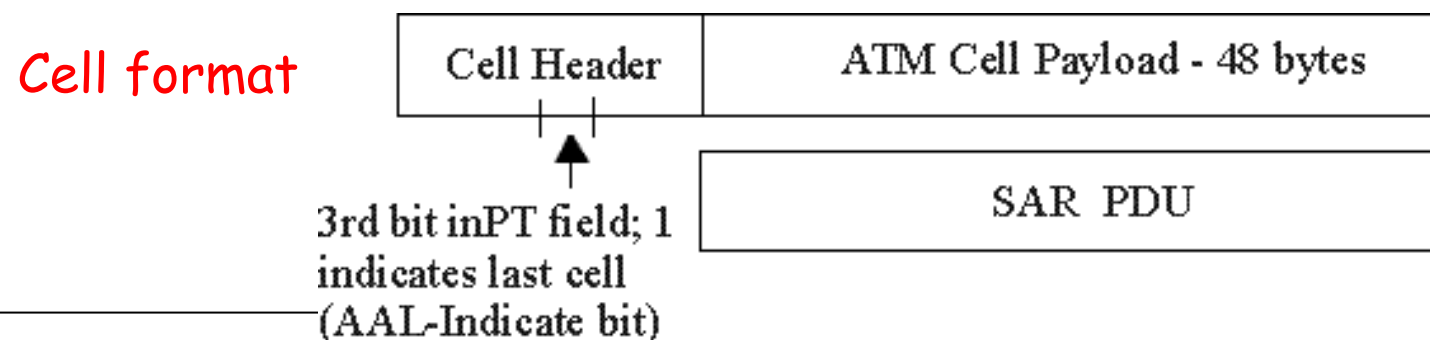 Cell format
Cell Header
ATM Cell Payload - 48 bytes
SAR PDU
3rd bit inPT field; 1
indicates last cell
(AAL-Indicate bit)